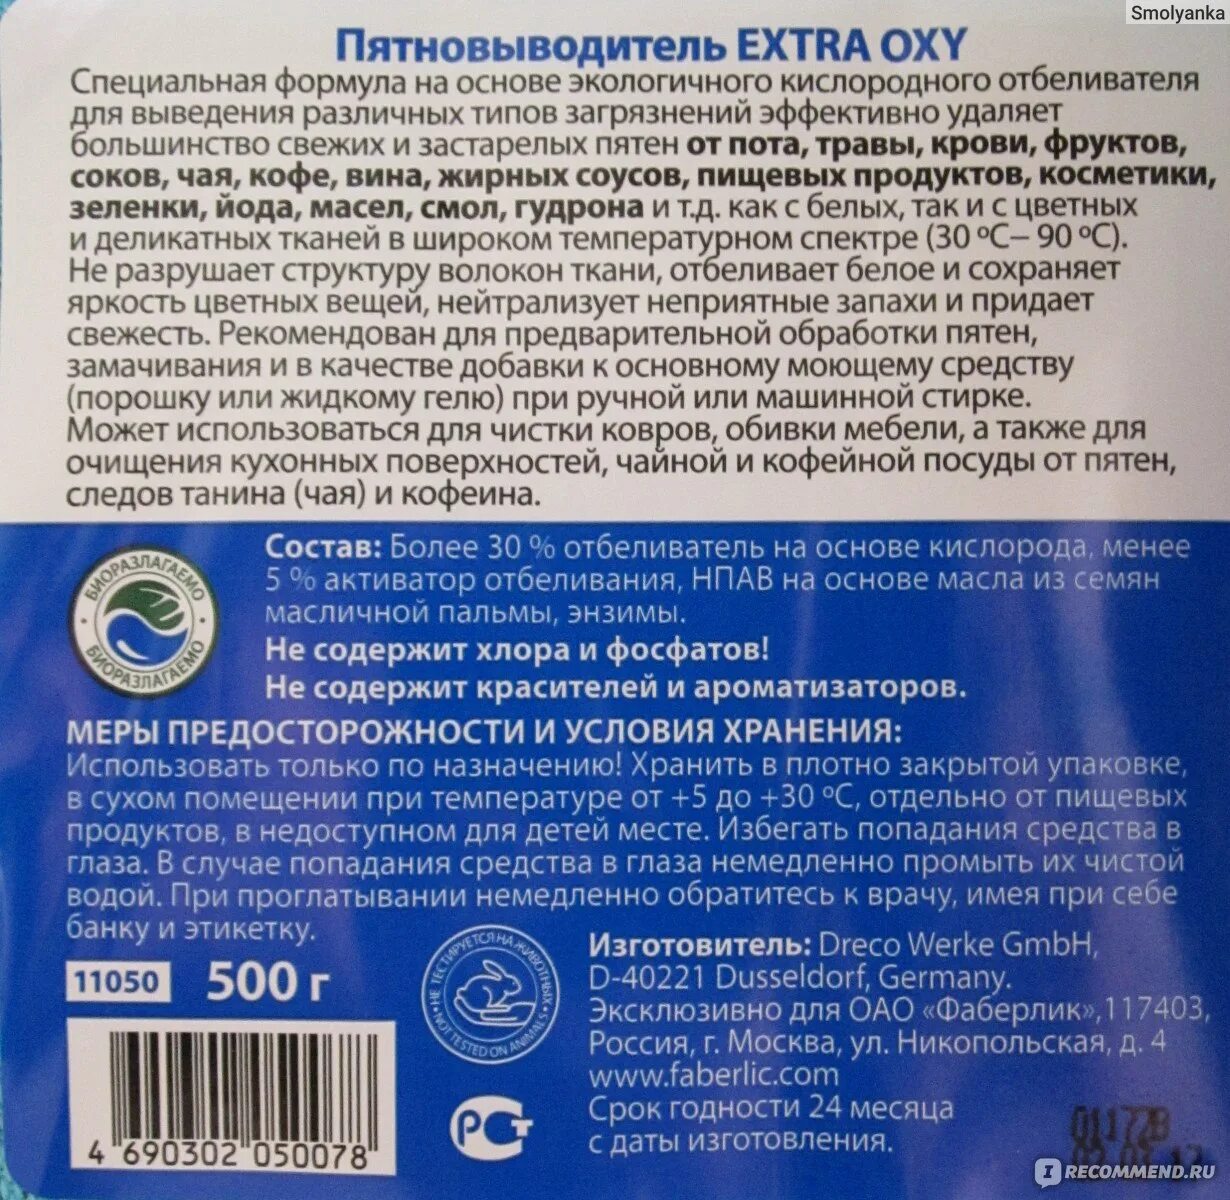 Smolyanka
Пятновыводитель EXTRA OXY
Специальная формула на основе экологичного кислородного отбеливателя
для выведения различных типов загрязнений эффективно удаляет
большинство свежих и застарелых пятен от пота, травы, крови, фруктов,
соков, чая, кофе, вина, жирных соусов, пищевых продуктов, косметики,
зеленки, йода, масел, смол, гудрона и т.д. как с белых, так и с цветных
и деликатных тканей в широком температурном спектре (30 ºС– 90 ºС).
Не разрушает структуру волокон ткани, отбеливает белое и сохраняет
яркость цветных вещей, нейтрализует неприятные запахи и придает
свежесть. Рекомендован для предварительной обработки пятен,
замачивания и в качестве добавки к основному моющему средству
(порошку или жидкому гелю) при ручной или машинной стирке.
Может использоваться для чистки ковров, обивки мебели, а также для
очищения кухонных поверхностей, чайной и кофейной посуды от пятен,
следов танина (чая) и кофеина.
БИОРАЗЛАГАЕМО
БИОРАЗЛАГАЕМО
Состав: Более 30 % отбеливатель на основе кислорода, менее
5 % активатор отбеливания, НПАВ на основе масла из семян
масличной пальмы, энзимы.
Не содержит хлора и фосфатов!
Не содержит красителей и ароматизаторов.
МЕРЫ ПРЕДОСТОРОЖНОСТИ И УСЛОВИЯ ХРАНЕНИЯ:
Использовать только по назначению! Хранить в плотно закрытой упаковке,
в сухом помещении при температуре от +5 до +30 ºС, отдельно от пищевых
продуктов, в недоступном для детей месте. Избегать попадания средства в
глаза. В случае попадания средства в глаза немедленно промыть их чистой
водой. При проглатывании немедленно обратитесь к врачу, имея при себе
банку и этикетку.
11050 500 г
НЕ ТЕСТИРУЕТСЯ НА ЖИВОТНЫХ
NOT TESTED ON ANIMALS
Изготовитель: Dreco Werke GmbH,
D-40221 Dusseldorf, Germany.
Эксклюзивно для ОАО «Фаберлик»,117403,
Россия, г. Москва, ул. Никопольская, д. 4
www.faberlic.com
Срок годности 24 месяца
с даты изготовления.
4 690302 050078
РСТ
I RECOMMEND.RU